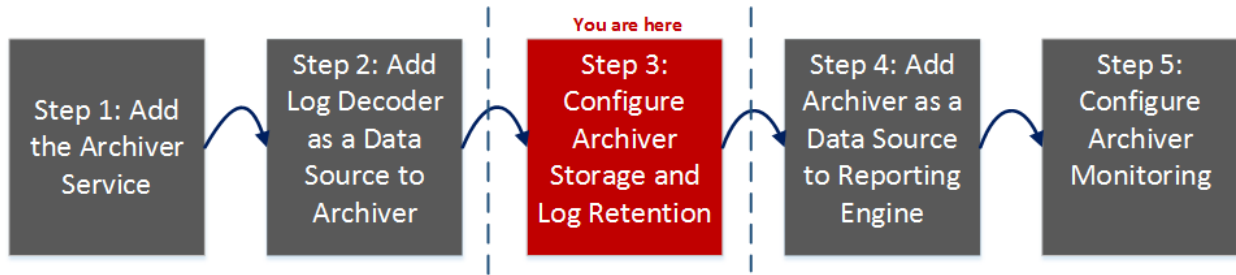 You are here
Step 1: Add
the Archiver
Service
Step 2: Add
Log Decoder
as a Data
Source to
Archiver
Step 3:
Configure
Archiver
Storage and
Log Retention
Step 4: Add
Archiver as a
Data Source
to Reporting
Engine
Step 5:
Configure
Archiver
Monitoring